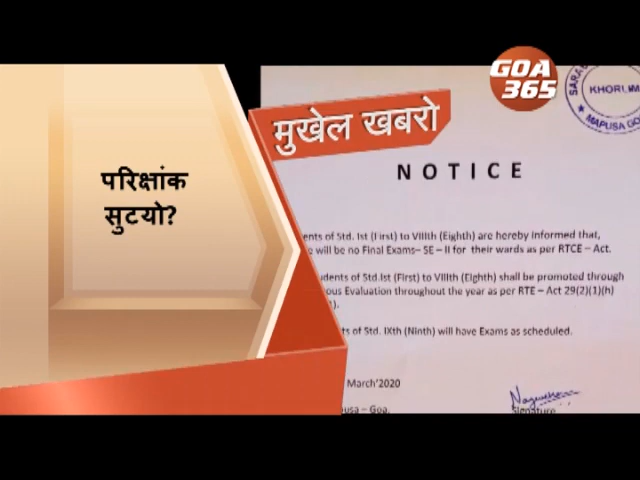 GOA
365
मुखेल खबरो
परिक्षांक
सुटयो?
KHORLIM
MAPUSA GOA
NOTICE
ents of Std. Ist (First) to VIIIth (Eighth) are hereby informed that,
e will be no Final Exams– SE – II for their wards as per RTCE – Act.
udents of Std.Ist (First) to VIIIth (Eighth) shall be promoted through
ous Evaluation throughout the year as per RTE – Act 29(2)(1)(h)
).
ts of Std. IXth (Ninth) will have Exams as scheduled.
March'2020
usa – Goa.
Signature